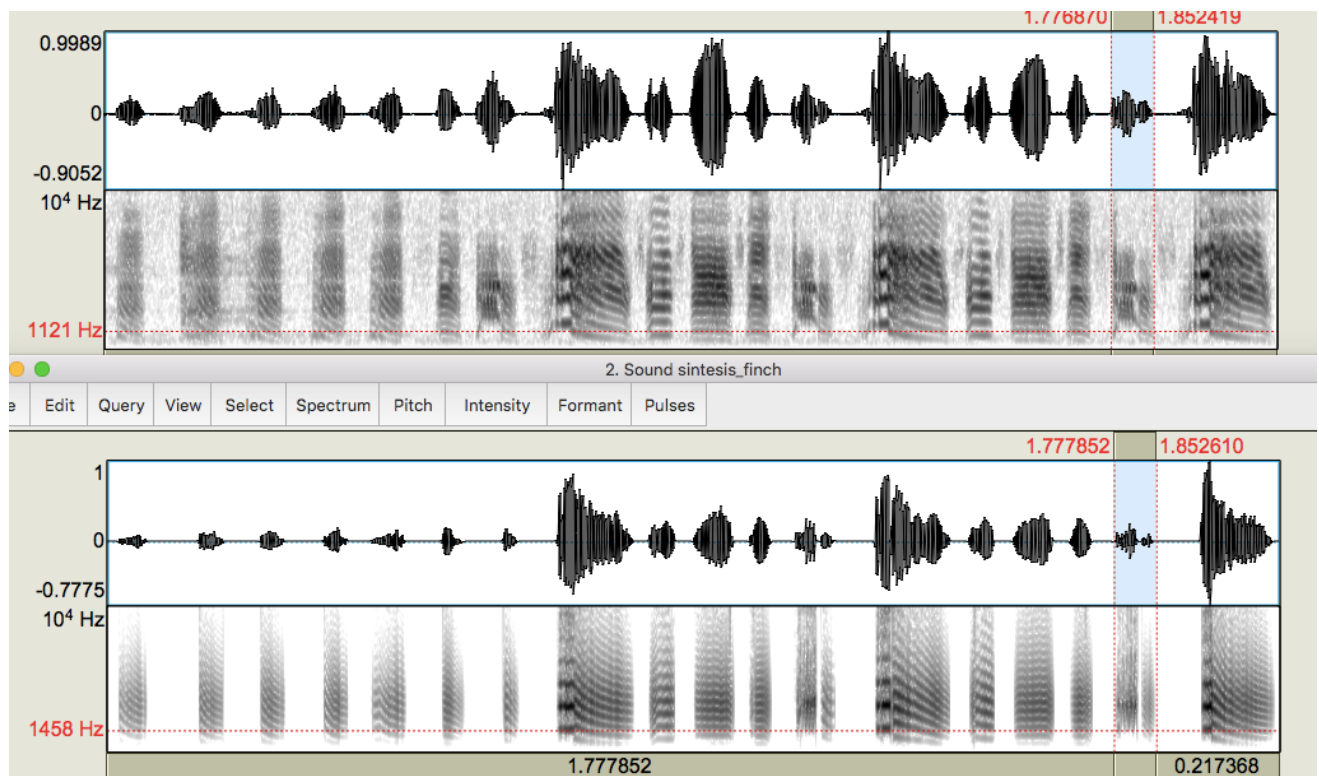 1.776870 1.852419
0.9989
0
-0.9052
10⁴ Hz
1121 Hz
2. Sound sintesis_finch
e Edit Query View Select Spectrum Pitch Intensity Formant Pulses
1.777852 1.852610
1
0
-0.7775
10⁴ Hz
1458 Hz
1.777852 0.217368